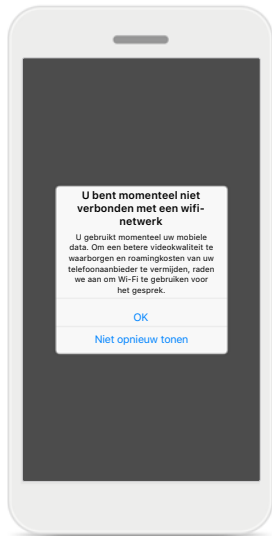 U bent momenteel niet
verbonden met een wifi-
netwerk
U gebruikt momenteel uw mobiele
data. Om een betere videokwaliteit te
waarborgen en roamingkosten van uw
telefoonaanbieder te vermijden, raden
we aan om Wi-Fi te gebruiken voor
het gesprek.
OK
Niet opnieuw tonen